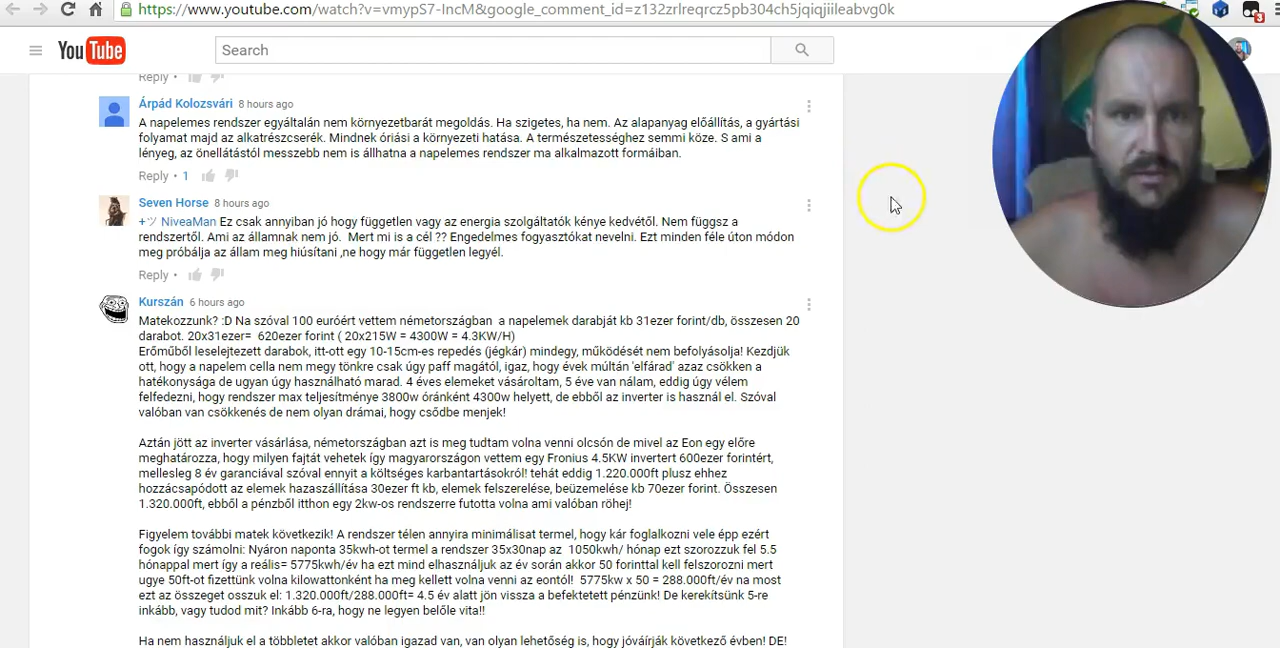 https://www.youtube.com/watch?v=vmypS7-IncM&google_comment_id=z132zrlreqrcz5pb304ch5jqiqjiileabvg0k
3
YouTube
Search
Reply •
Árpád Kolozsvári 8 hours ago
A napelemes rendszer egyáltalán nem környezetbarát megoldás. Ha szigetes, ha nem. Az alapanyag előállítás, a gyártási
folyamat majd az alkatrészcserék. Mindnek óriási a környezeti hatása. A természetességhez semmi köze. S ami a
lényeg, az önellátástól messzebb nem is állhatna a napelemes rendszer ma alkalmazott formáiban.
Reply • 1
Seven Horse 8 hours ago
+ツ NiveaMan Ez csak annyiban jó hogy független vagy az energia szolgáltatók kénye kedvétől. Nem függsz a
rendszertől. Ami az államnak nem jó. Mert mi is a cél ?? Engedelmes fogyasztókat nevelni. Ezt minden féle úton módon
meg próbálja az állam meg hiúsítani ,ne hogy már független legyél.
Reply •
Kurszán 6 hours ago
Matekozzunk? :D Na szóval 100 euróért vettem németországban a napelemek darabját kb 31ezer forint/db, összesen 20
darabot. 20x31ezer= 620ezer forint ( 20x215W = 4300W = 4.3KW/H)
Erőműből leselejtezett darabok, itt-ott egy 10-15cm-es repedés (jégkár) mindegy, működését nem befolyásolja! Kezdjük
ott, hogy a napelem cella nem megy tönkre csak úgy paff magától, igaz, hogy évek múltán 'elfárad' azaz csökken a
hatékonysága de ugyan úgy használható marad. 4 éves elemeket vásároltam, 5 éve van nálam, eddig úgy vélem
felfedezni, hogy rendszer max teljesítménye 3800w óránként 4300w helyett, de ebből az inverter is használ el. Szóval
valóban van csökkenés de nem olyan drámai, hogy csődbe menjek!
Aztán jött az inverter vásárlása, németországban azt is meg tudtam volna venni olcsón de mivel az Eon egy előre
meghatározza, hogy milyen fajtát vehetek így magyarországon vettem egy Fronius 4.5KW invertert 600ezer forintért,
mellesleg 8 év garanciával szóval ennyit a költséges karbantartásokról! tehát eddig 1.220.000ft plusz ehhez
hozzácsapódott az elemek hazaszállítása 30ezer ft kb, elemek felszerelése, beüzemelése kb 70ezer forint. Összesen
1.320.000ft, ebből a pénzből itthon egy 2kw-os rendszerre futotta volna ami valóban röhej!
Figyelem további matek következik! A rendszer télen annyira minimálisat termel, hogy kár foglalkozni vele épp ezért
fogok így számolni: Nyáron naponta 35kwh-ot termel a rendszer 35x30nap az 1050kwh/ hónap ezt szorozzuk fel 5.5
hónappal mert így a reális= 5775kwh/év ha ezt mind elhasználjuk az év során akkor 50 forinttal kell felszorozni mert
ugye 50ft-ot fizettünk volna kilowattonként ha meg kellett volna venni az eontól! 5775kw x 50 = 288.000ft/év na most
ezt az összeget osszuk el: 1.320.000ft/288.000ft= 4.5 év alatt jön vissza a befektetett pénzünk! De kerekítsünk 5-re
inkább, vagy tudod mit? Inkább 6-ra, hogy ne legyen belőle vita!!
Ha nem használjuk el a többletet akkor valóban igazad van, van olyan lehetőség is, hogy jóváírják következő évben! DE!